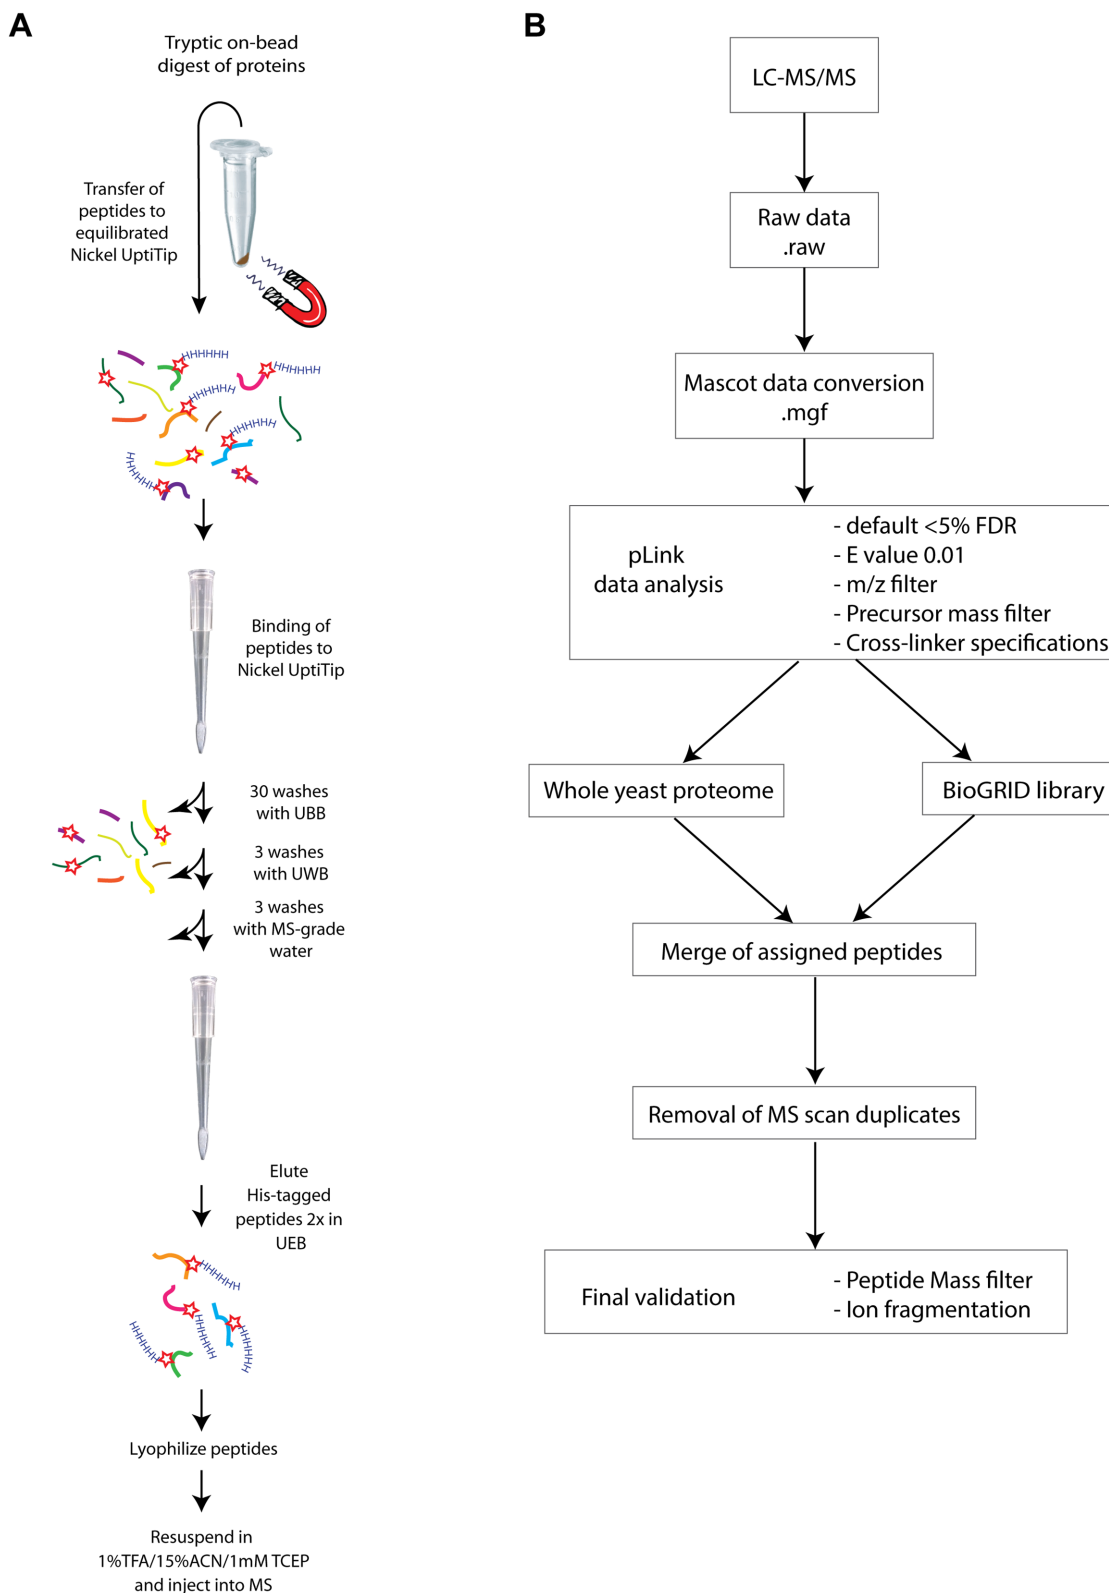 A
Tryptic on-bead
digest of proteins
Transfer of
peptides to
equilibrated
Nickel UptiTip
HHHHHH
HHHHHH
HHHHHH
HHHHHH
HHHHHH
Binding of
peptides to
Nickel UptiTip
30 washes
with UBB
3 washes
with UWB
3 washes
with MS-grade
water
Elute
His-tagged
peptides 2x in
UEB
HHHHHH
HHHHHH
HHHHHH
HHHHHH
Lyophilize peptides
Resuspend in
1%TFA/15%ACN/1mM TCEP
and inject into MS
B
LC-MS/MS
Raw data
.raw
Mascot data conversion
.mgf
pLink
data analysis
- default <5% FDR
- E value 0.01
- m/z filter
- Precursor mass filter
- Cross-linker specifications
Whole yeast proteome
BioGRID library
Merge of assigned peptides
Removal of MS scan duplicates
Final validation
- Peptide Mass filter
- Ion fragmentation